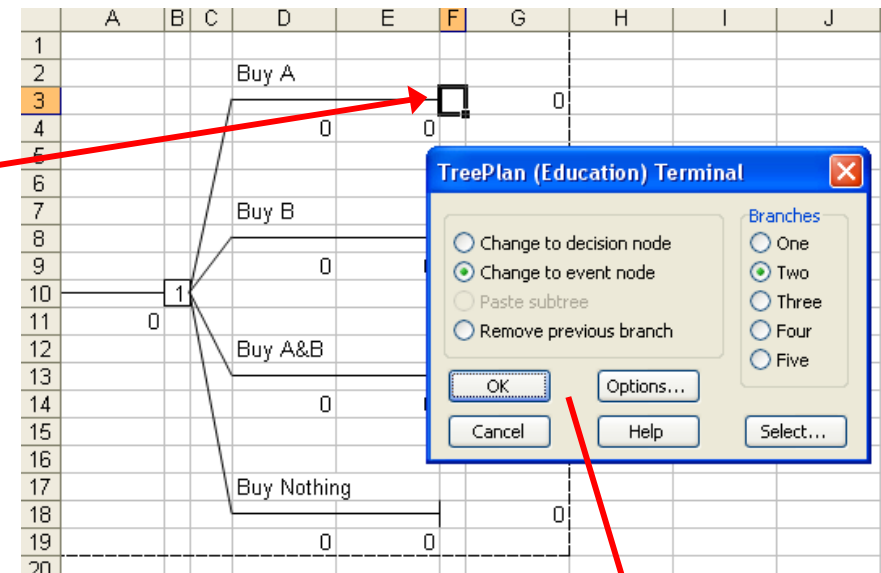 A B C D E F G H I J
1
2 Buy A
3 0
4 0 0
5
6
7 Buy B
8
9 0
10 1
11 0
12 Buy A&B
13
14 0
15
16
17 Buy Nothing
18 0
19 0 0
20
TreePlan (Education) Terminal
Branches
Change to decision node One
Change to event node Two
Paste subtree Three
Remove previous branch Four
Five
OK Options...
Cancel Help Select...